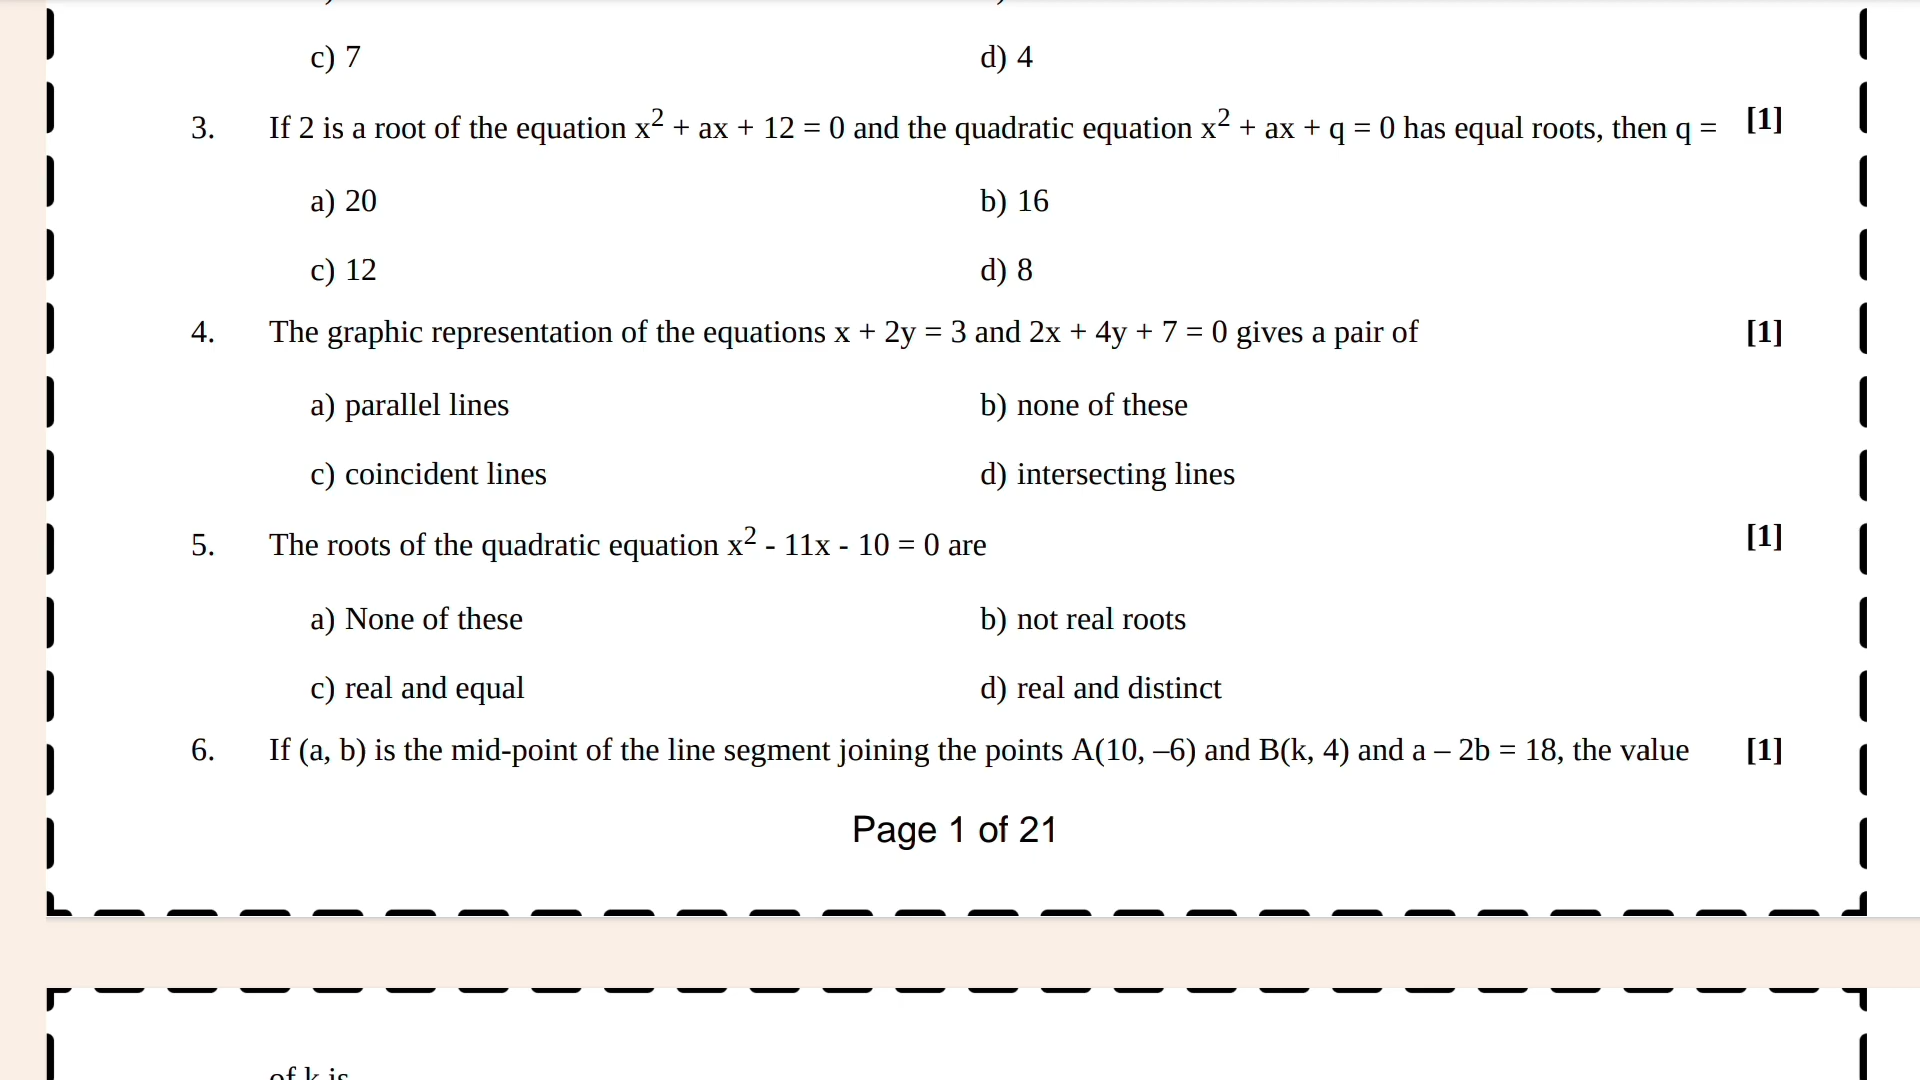 c) 7 d) 4
3. If 2 is a root of the equation x² + ax + 12 = 0 and the quadratic equation x² + ax + q = 0 has equal roots, then q = [1]
a) 20 b) 16
c) 12 d) 8
4. The graphic representation of the equations x + 2y = 3 and 2x + 4y + 7 = 0 gives a pair of [1]
a) parallel lines b) none of these
c) coincident lines d) intersecting lines
5. The roots of the quadratic equation x² - 11x - 10 = 0 are [1]
a) None of these b) not real roots
c) real and equal d) real and distinct
6. If (a, b) is the mid-point of the line segment joining the points A(10, –6) and B(k, 4) and a – 2b = 18, the value [1]
Page 1 of 21
of k is